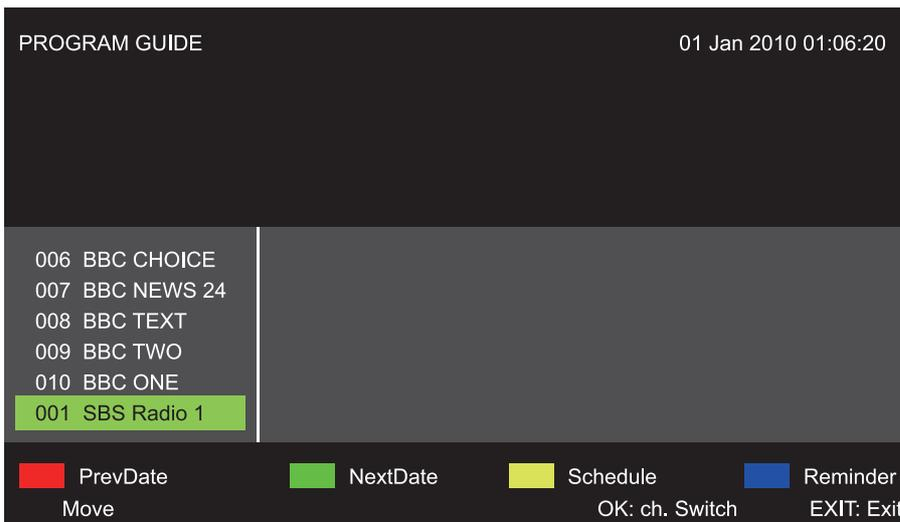 PROGRAM GUIDE 01 Jan 2010 01:06:20
006 BBC CHOICE
007 BBC NEWS 24
008 BBC TEXT
009 BBC TWO
010 BBC ONE
001 SBS Radio 1
PrevDate NextDate Schedule Reminder
Move OK: ch. Switch EXIT: Exit